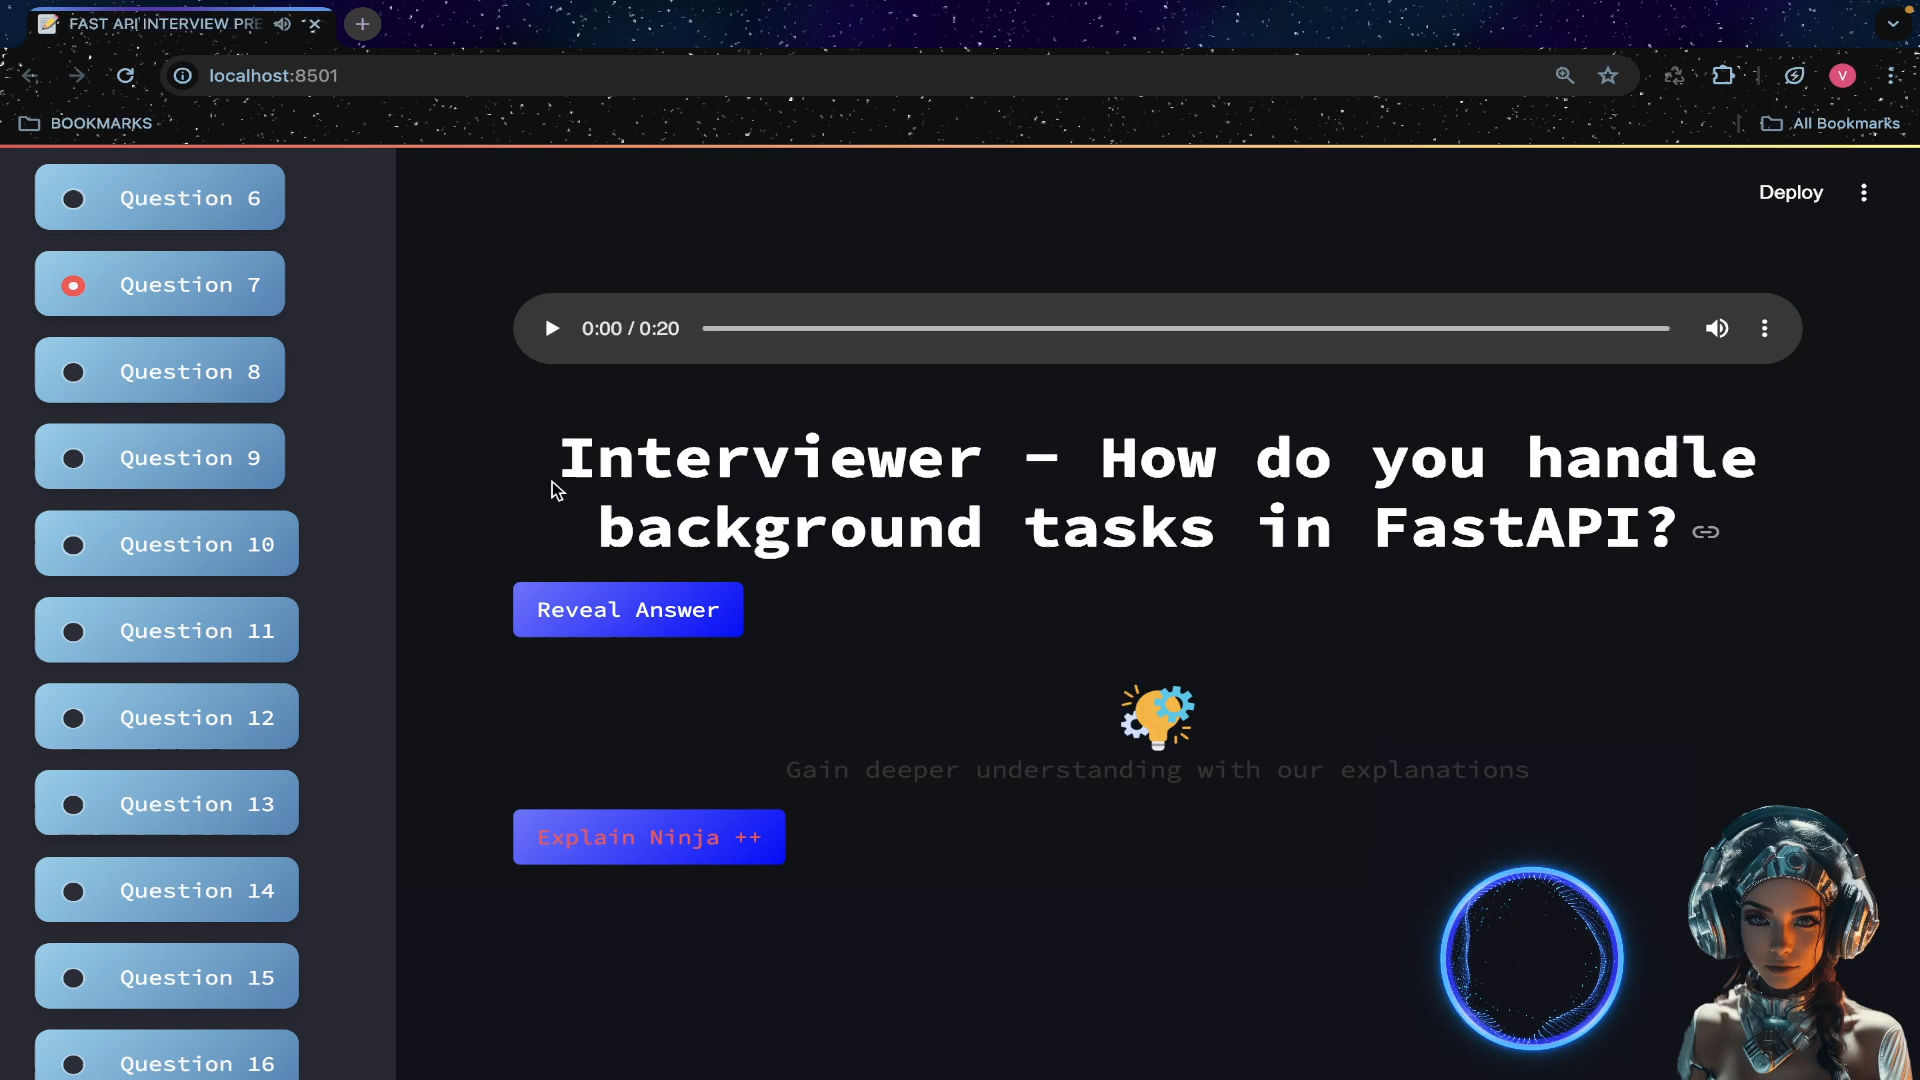 FAST API INTERVIEW PRE
localhost:8501
V
BOOKMARKS
All Bookmarks
Deploy
Question 6
Question 7
Question 8
Question 9
Question 10
Question 11
Question 12
Question 13
Question 14
Question 15
Question 16
0:00 / 0:20
Interviewer – How do you handle
background tasks in FastAPI?
Reveal Answer
Gain deeper understanding with our explanations
Explain Ninja ++